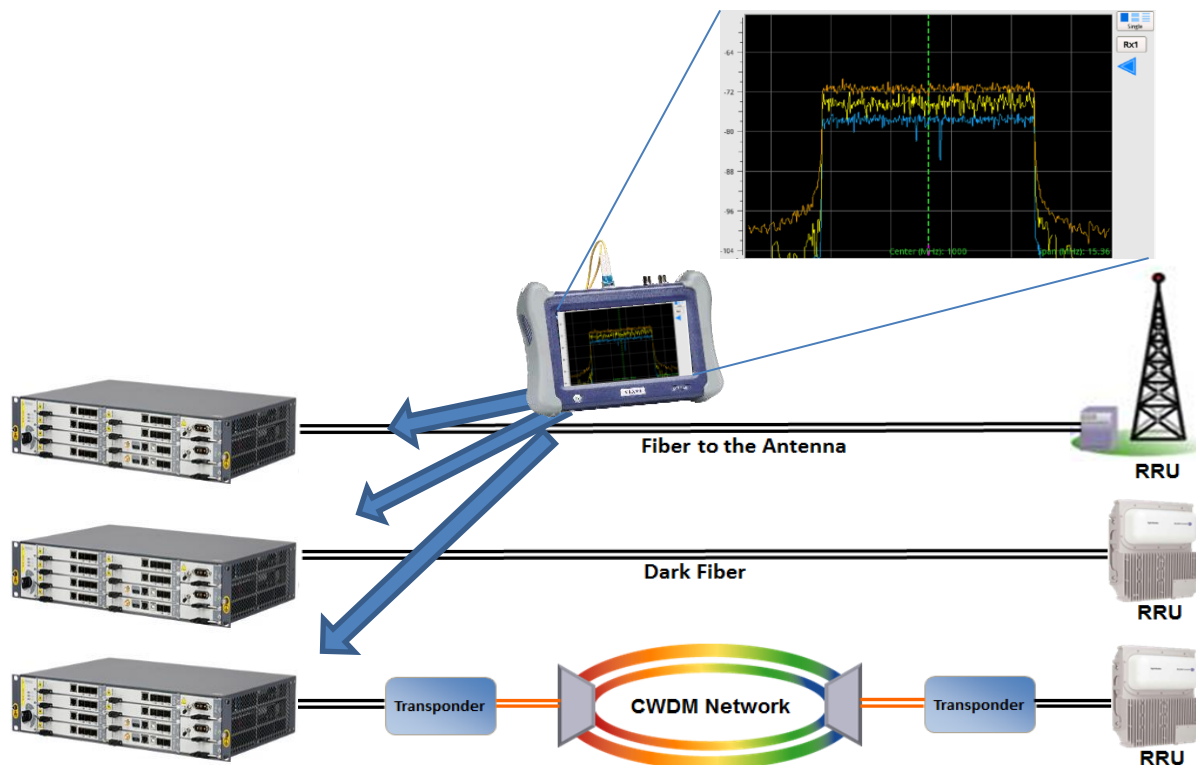 Single
Rx1
-64
-72
-80
-88
-96
-104
Center (MHz): 1000
Span (MHz): 15.36
VIAVI
Fiber to the Antenna
RRU
Dark Fiber
RRU
Transponder
CWDM Network
Transponder
RRU